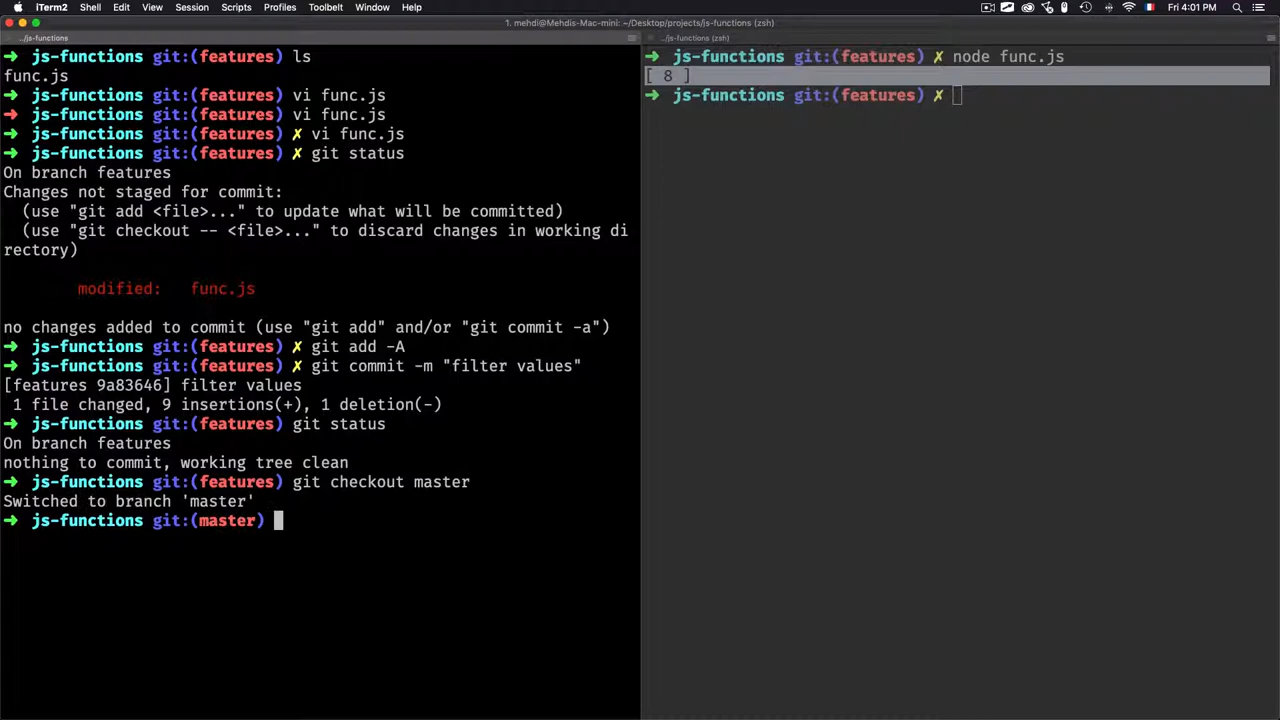 iTerm2 Shell Edit View Session Scripts Profiles Toolbelt Window Help Fri 4:01 PM
1. mehdi@Mehdis-Mac-mini: ~/Desktop/projects/js-functions (zsh)
../js-functions (zsh)
➜ js-functions git:(features) ls
func.js
➜ js-functions git:(features) vi func.js
➜ js-functions git:(features) vi func.js
➜ js-functions git:(features) ✗ vi func.js
➜ js-functions git:(features) ✗ git status
On branch features
Changes not staged for commit:
  (use "git add <file>..." to update what will be committed)
  (use "git checkout -- <file>..." to discard changes in working di
rectory)
        modified:   func.js
no changes added to commit (use "git add" and/or "git commit -a")
➜ js-functions git:(features) ✗ git add -A
➜ js-functions git:(features) ✗ git commit -m "filter values"
[features 9a83646] filter values
 1 file changed, 9 insertions(+), 1 deletion(-)
➜ js-functions git:(features) git status
On branch features
nothing to commit, working tree clean
➜ js-functions git:(features) git checkout master
Switched to branch 'master'
➜ js-functions git:(master)
../js-functions (zsh)
➜ js-functions git:(features) ✗ node func.js
[ 8 ]
➜ js-functions git:(features) ✗